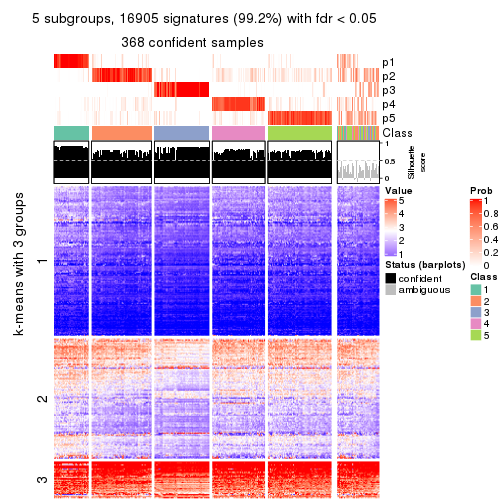 5 subgroups, 16905 signatures (99.2%) with fdr < 0.05
368 confident samples
p1
p2
p3
p4
p5
Class
1
0.5
0
Silhouette
score
k-means with 3 groups
1
2
3
Value
5
4
3
2
1
Status (barplots)
confident
ambiguous
Prob
1
0.8
0.6
0.4
0.2
0
Class
1
2
3
4
5